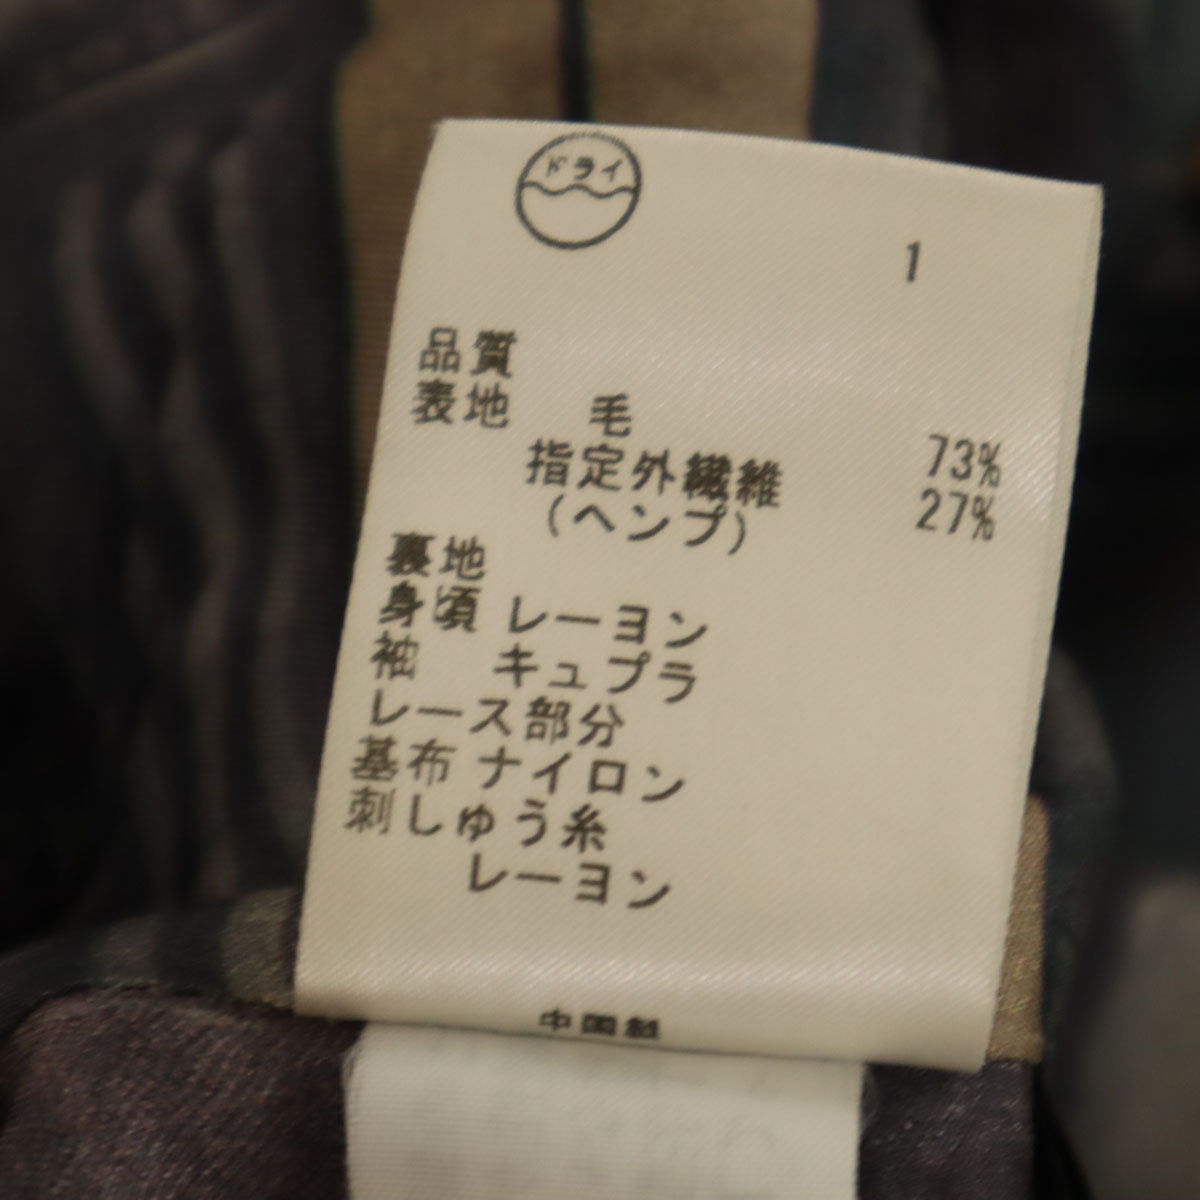 ドライ
1
品質
表地 毛 73%
指定外繊維 27%
(ヘンプ)
裏地
身頃 レーヨン
袖 キュプラ
レース部分
基布 ナイロン
刺しゅう糸
レーヨン
中国製